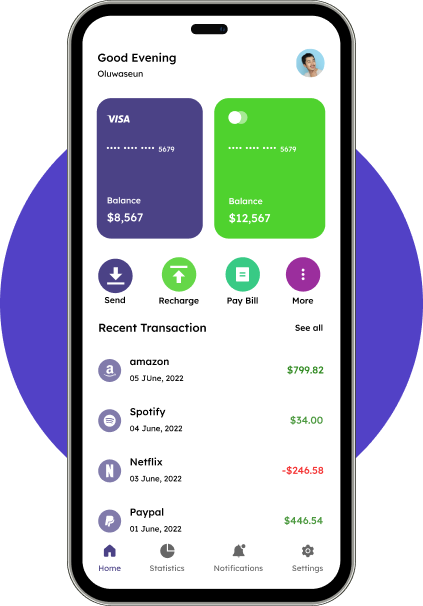 Good Evening
Oluwaseun
VISA
•••• •••• •••• 5679
Balance
$8,567
•••• •••• •••• 5679
Balance
$12,567
Send
Recharge
Pay Bill
More
Recent Transaction
See all
amazon
05 JUne, 2022
$799.82
Spotify
04 June, 2022
$34.00
Netflix
03 June, 2022
-$246.58
Paypal
01 June, 2022
$446.54
Home
Statistics
Notifications
Settings